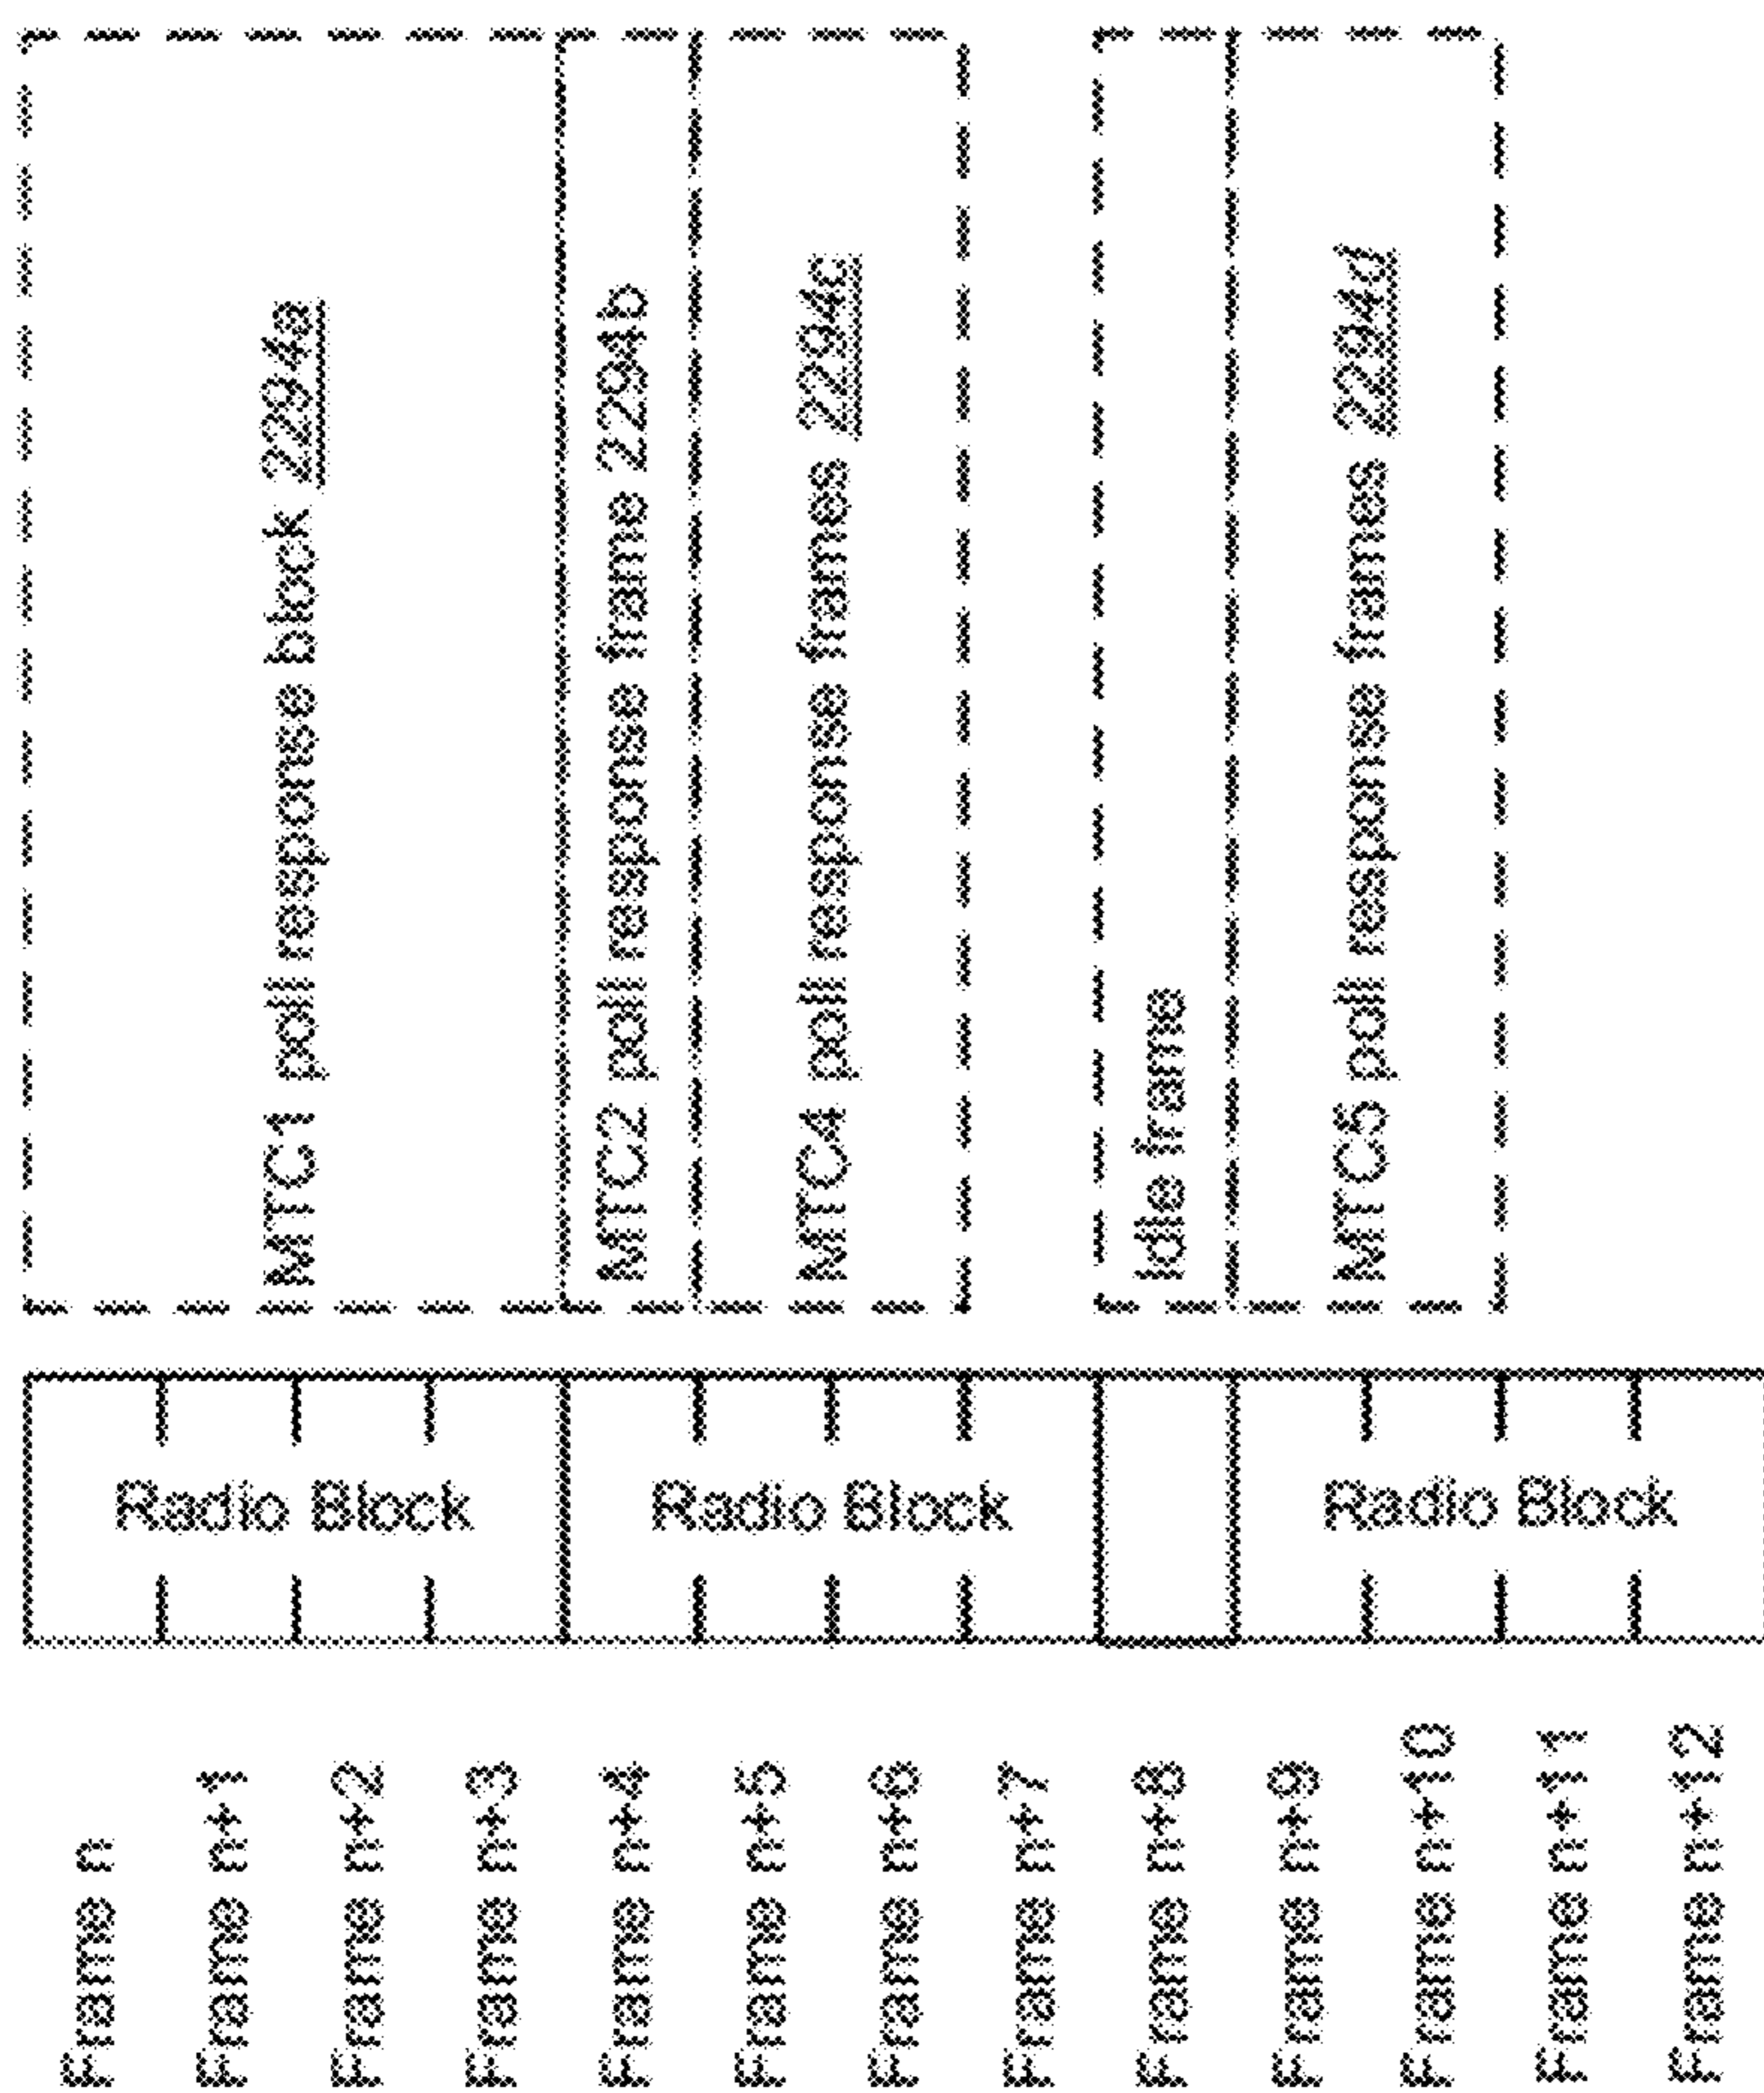 MTC1 poll response block 2294a
MTC2 poll response frame 2294b
MTC4 poll response frames 2294c
Idle frame
MTC5 poll response frames 2294d
Radio Block
Radio Block
Radio Block
Frame n
Frame n+1
Frame n+2
Frame n+3
Frame n+4
Frame n+5
Frame n+6
Frame n+7
Frame n+8
Frame n+9
Frame n+10
Frame n+11
Frame n+12